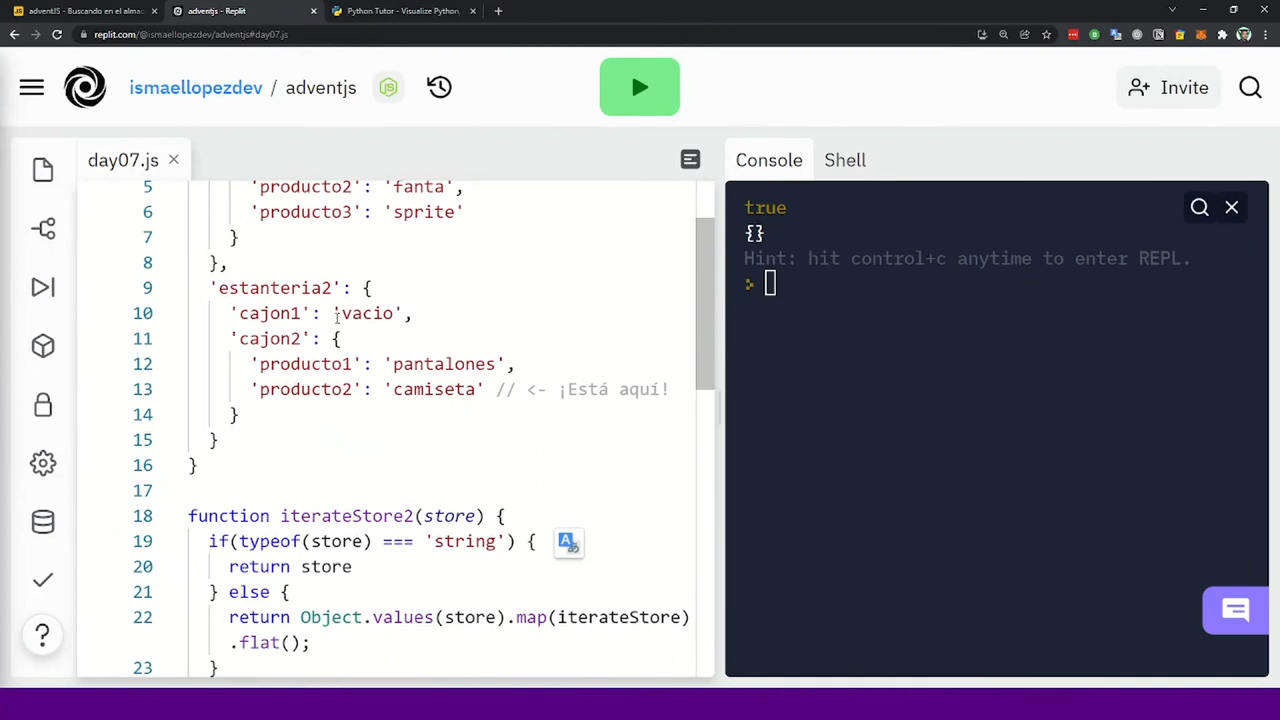 adventJS - Buscando en el alma
adventjs - Replit
Python Tutor - Visualize Python,
replit.com/@ismaellopezdev/adventjs#day07.js
ismaellopezdev / adventjs
Invite
day07.js
Console
Shell
5 'producto2': 'fanta',
6 'producto3': 'sprite'
7 }
8 },
9 'estanteria2': {
10 'cajon1': 'vacio',
11 'cajon2': {
12 'producto1': 'pantalones',
13 'producto2': 'camiseta' // <- ¡Está aquí!
14 }
15 }
16 }
17
18 function iterateStore2(store) {
19 if(typeof(store) === 'string') {
20 return store
21 } else {
22 return Object.values(store).map(iterateStore)
.flat();
23 }
true
{}
Hint: hit control+c anytime to enter REPL.
>
?